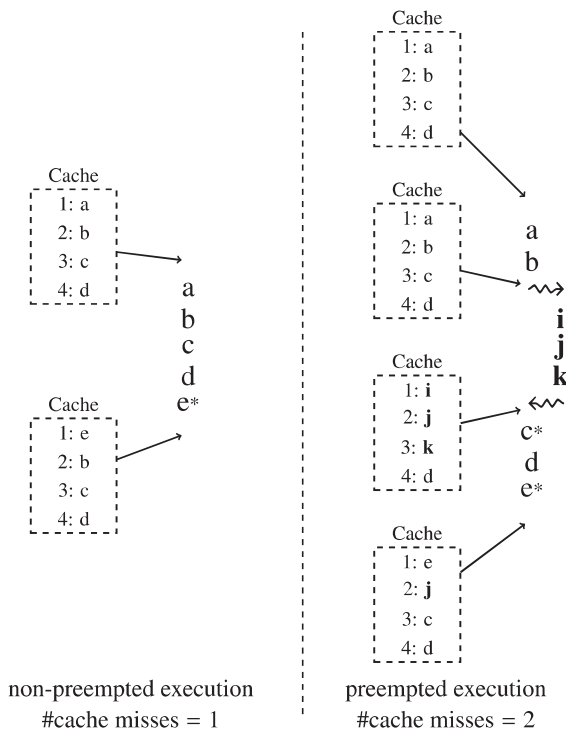 Cache
1: a
2: b
3: c
4: d
a
b
c
d
e*
Cache
1: e
2: b
3: c
4: d
non-preempted execution
#cache misses = 1
Cache
1: a
2: b
3: c
4: d
Cache
1: a
2: b
3: c
4: d
a
b
i
j
k
Cache
1: i
2: j
3: k
4: d
c*
d
e*
Cache
1: e
2: j
3: c
4: d
preempted execution
#cache misses = 2